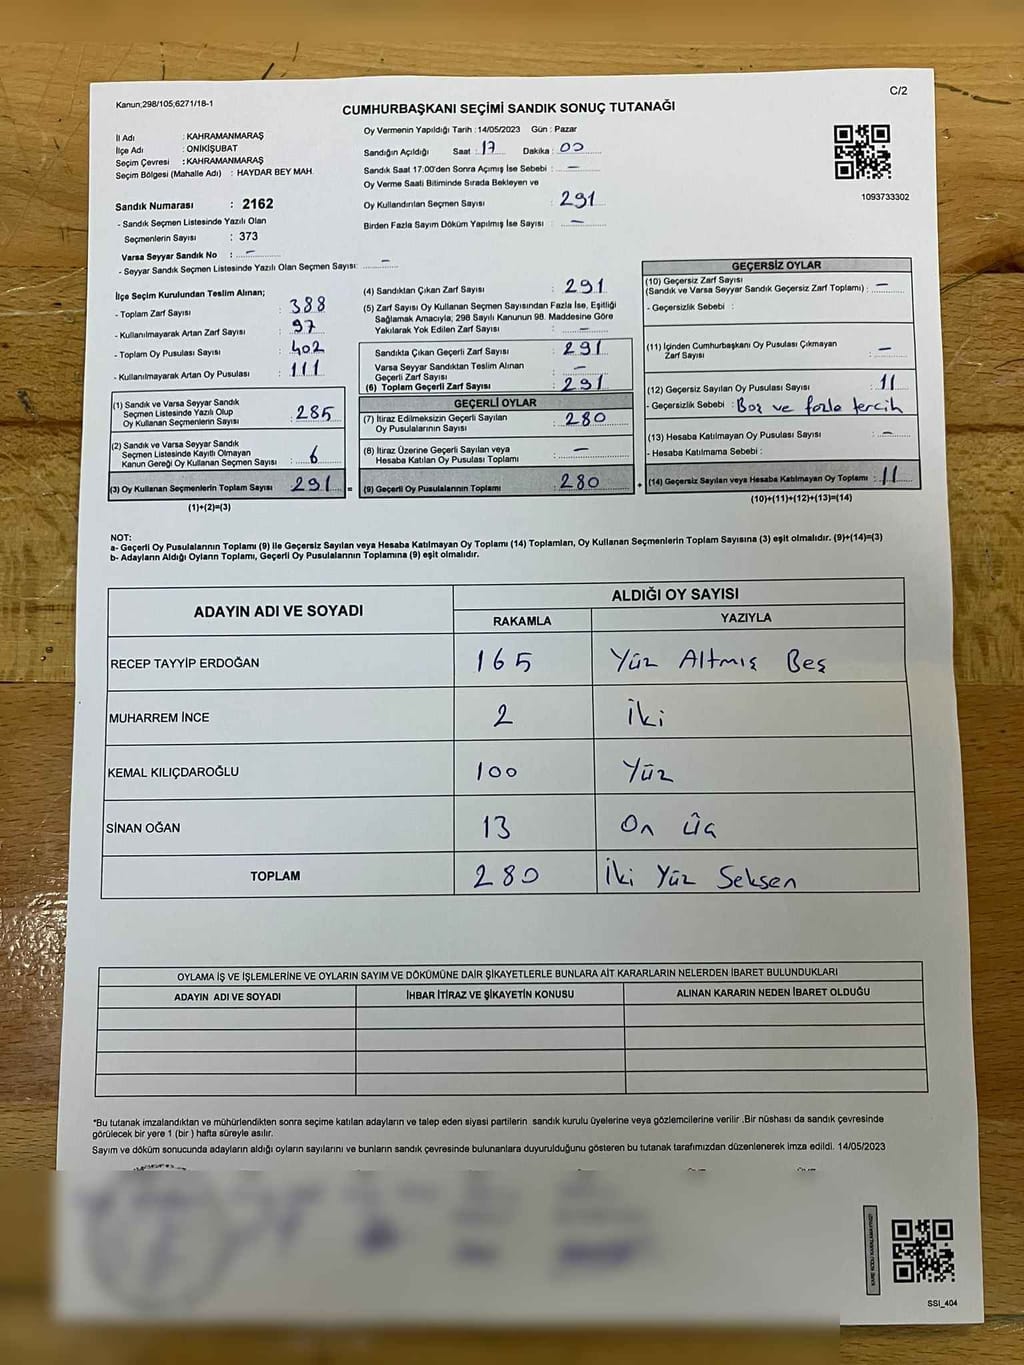 Kanun;298/105;6271/18-1
C/2
CUMHURBAŞKANI SEÇİMİ SANDIK SONUÇ TUTANAĞI
İl Adı : KAHRAMANMARAŞ
İlçe Adı : ONİKİŞUBAT
Seçim Çevresi : KAHRAMANMARAŞ
Seçim Bölgesi (Mahalle Adı) : HAYDAR BEY MAH.
Sandık Numarası : 2162
- Sandık Seçmen Listesinde Yazılı Olan
Seçmenlerin Sayısı : 373
Varsa Seyyar Sandık No : –
- Seyyar Sandık Seçmen Listesinde Yazılı Olan Seçmen Sayısı: –
Oy Vermenin Yapıldığı Tarih : 14/05/2023 Gün : Pazar
Sandığın Açıldığı Saat : 17 Dakika : 00
Sandık Saat 17:00'den Sonra Açımış İse Sebebi : –
Oy Verme Saati Bitiminde Sırada Bekleyen ve
Oy Kullandırılan Seçmen Sayısı : 291
Birden Fazla Sayım Döküm Yapılmış İse Sayısı : –
1093733302
İlçe Seçim Kurulundan Teslim Alınan;
- Toplam Zarf Sayısı : 388
- Kullanılmayarak Artan Zarf Sayısı : 97
- Toplam Oy Pusulası Sayısı : 402
- Kullanılmayarak Artan Oy Pusulası : 111
(1) Sandık ve Varsa Seyyar Sandık
Seçmen Listesinde Yazılı Olup
Oy Kullanan Seçmenlerin Sayısı : 285
(2) Sandık ve Varsa Seyyar Sandık
Seçmen Listesinde Kayıtlı Olmayan
Kanun Gereği Oy Kullanan Seçmen Sayısı : 6
(3) Oy Kullanan Seçmenlerin Toplam Sayısı : 291 =
(1)+(2)=(3)
(4) Sandıktan Çıkan Zarf Sayısı : 291
(5) Zarf Sayısı Oy Kullanan Seçmen Sayısından Fazla İse, Eşitliği
Sağlamak Amacıyla; 298 Sayılı Kanunun 98. Maddesine Göre
Yakılarak Yok Edilen Zarf Sayısı : –
Sandıkta Çıkan Geçerli Zarf Sayısı : 291
Varsa Seyyar Sandıktan Teslim Alınan
Geçerli Zarf Sayısı : –
(6) Toplam Geçerli Zarf Sayısı : 291
GEÇERLİ OYLAR
(7) İtiraz Edilmeksizin Geçerli Sayılan
Oy Pusulalarının Sayısı : 280
(8) İtiraz Üzerine Geçerli Sayılan veya
Hesaba Katılan Oy Pusulası Toplamı : –
(9) Geçerli Oy Pusulalarının Toplamı : 280 +
GEÇERSİZ OYLAR
(10) Geçersiz Zarf Sayısı
(Sandık ve Varsa Seyyar Sandık Geçersiz Zarf Toplamı) : –
- Geçersizlik Sebebi :
(11) İçinden Cumhurbaşkanı Oy Pusulası Çıkmayan
Zarf Sayısı : –
(12) Geçersiz Sayılan Oy Pusulası Sayısı : 11
- Geçersizlik Sebebi : Boş ve fazla tercih
(13) Hesaba Katılmayan Oy Pusulası Sayısı : –
- Hesaba Katılmama Sebebi :
(14) Geçersiz Sayılan veya Hesaba Katılmayan Oy Toplamı : 11
(10)+(11)+(12)+(13)=(14)
NOT:
a- Geçerli Oy Pusulalarının Toplamı (9) ile Geçersiz Sayılan veya Hesaba Katılmayan Oy Toplamı (14) Toplamları, Oy Kullanan Seçmenlerin Toplam Sayısına (3) eşit olmalıdır. (9)+(14)=(3)
b- Adayların Aldığı Oyların Toplamı, Geçerli Oy Pusulalarının Toplamına (9) eşit olmalıdır.
ADAYIN ADI VE SOYADI
ALDIĞI OY SAYISI
RAKAMLA YAZIYLA
RECEP TAYYİP ERDOĞAN 165 Yüz Altmış Beş
MUHARREM İNCE 2 İki
KEMAL KILIÇDAROĞLU 100 Yüz
SİNAN OĞAN 13 On üç
TOPLAM 280 İki Yüz Seksen
OYLAMA İŞ VE İŞLEMLERİNE VE OYLARIN SAYIM VE DÖKÜMÜNE DAİR ŞİKAYETLERLE BUNLARA AİT KARARLARIN NELERDEN İBARET BULUNDUKLARI
ADAYIN ADI VE SOYADI İHBAR İTİRAZ VE ŞİKAYETİN KONUSU ALINAN KARARIN NEDEN İBARET OLDUĞU
*Bu tutanak imzalandıktan ve mühürlendikten sonra seçime katılan adayların ve talep eden siyasi partilerin sandık kurulu üyelerine veya gözlemcilerine verilir .Bir nüshası da sandık çevresinde
görülecek bir yere 1 (bir ) hafta süreyle asılır.
Sayım ve döküm sonucunda adayların aldığı oyların sayılarını ve bunların sandık çevresinde bulunanlara duyurulduğunu gösteren bu tutanak tarafımızdan düzenlenerek imza edildi. 14/05/2023
SSI_404